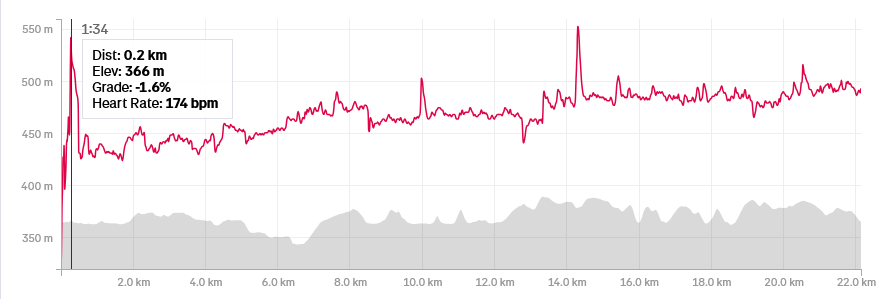 1:34
Dist: 0.2 km
Elev: 366 m
Grade: -1.6%
Heart Rate: 174 bpm
550 m
500 m
450 m
400 m
350 m
2.0 km 4.0 km 6.0 km 8.0 km 10.0 km 12.0 km 14.0 km 16.0 km 18.0 km 20.0 km 22.0 km